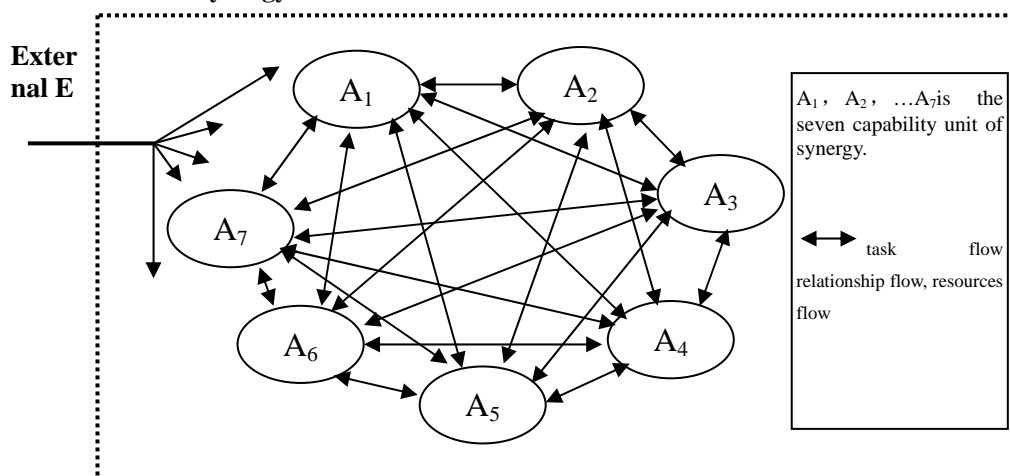 Exter
nal E
A1
A2
A3
A4
A5
A6
A7
A1, A2, …A7is the
seven capability unit of
synergy.
task flow
relationship flow, resources
flow